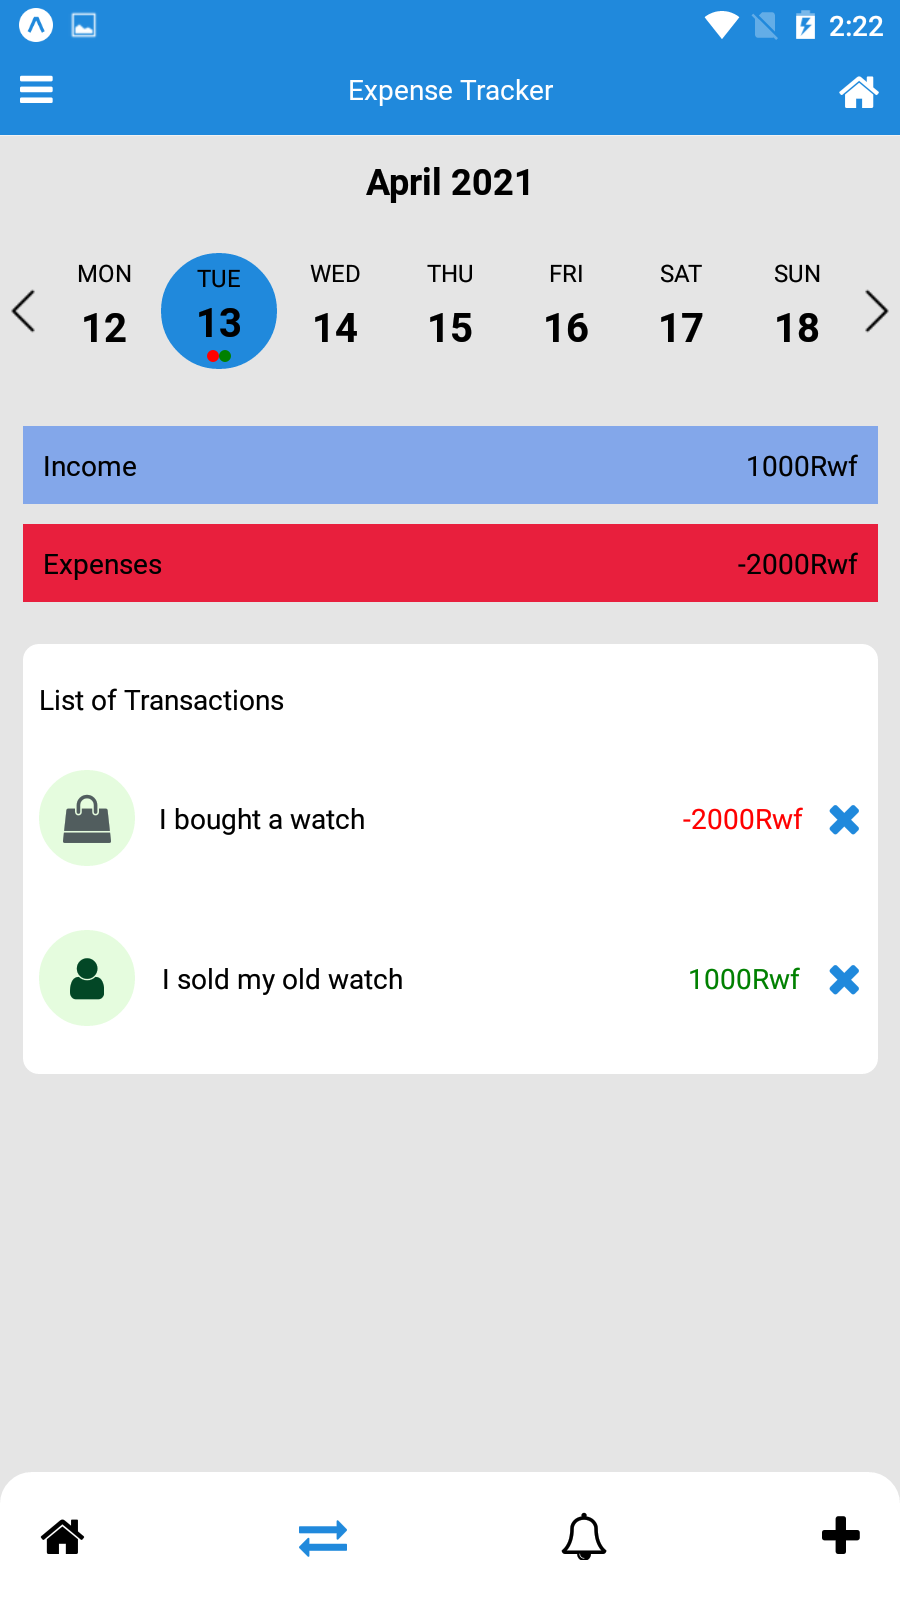 2:22
Expense Tracker
April 2021
MON TUE WED THU FRI SAT SUN
12 13 14 15 16 17 18
Income 1000Rwf
Expenses -2000Rwf
List of Transactions
I bought a watch -2000Rwf
I sold my old watch 1000Rwf